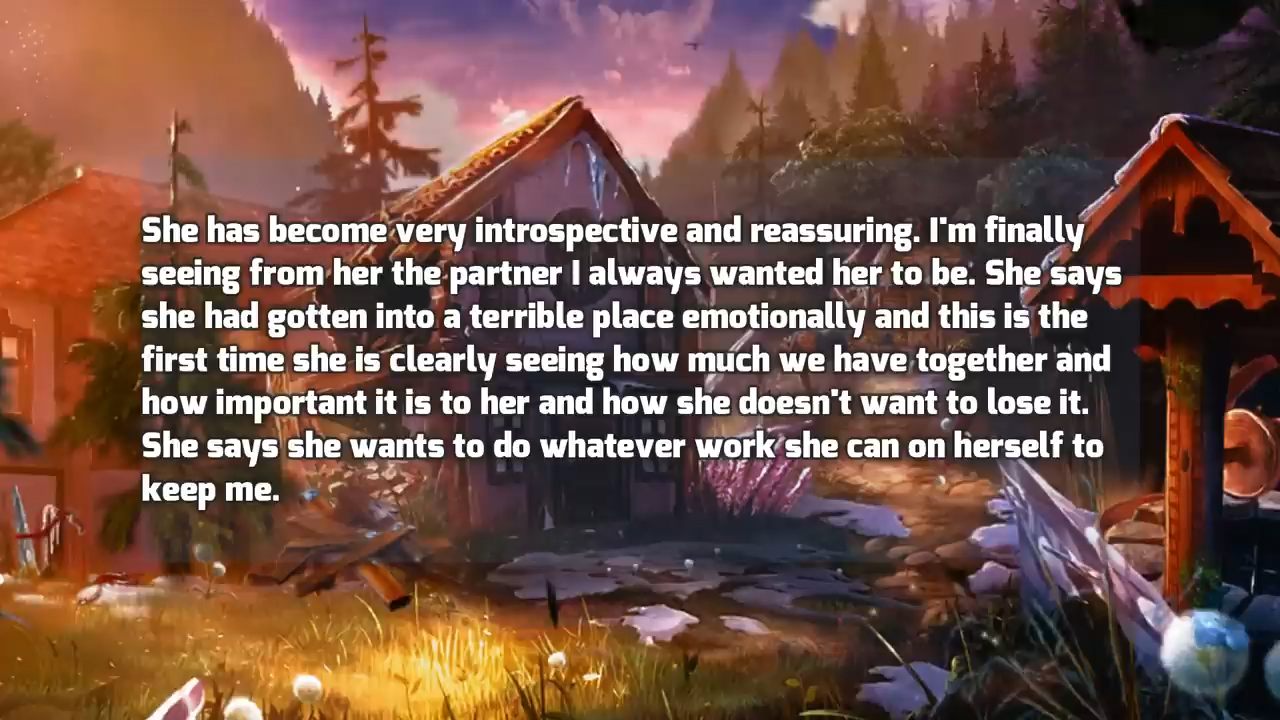 She has become very introspective and reassuring. I'm finally
seeing from her the partner I always wanted her to be. She says
she had gotten into a terrible place emotionally and this is the
first time she is clearly seeing how much we have together and
how important it is to her and how she doesn't want to lose it.
She says she wants to do whatever work she can on herself to
keep me.